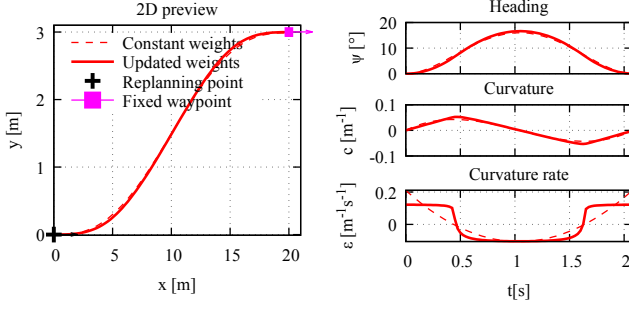 2D preview
Constant weights
Updated weights
Replanning point
Fixed waypoint
y [m]
3
2
1
0
0
5
10
15
20
x [m]
Heading
ψ [°]
20
10
0
Curvature
c [m⁻¹]
0.1
0
-0.1
Curvature rate
ε [m⁻¹s⁻¹]
0.2
0
0
0.5
1
1.5
2
t[s]